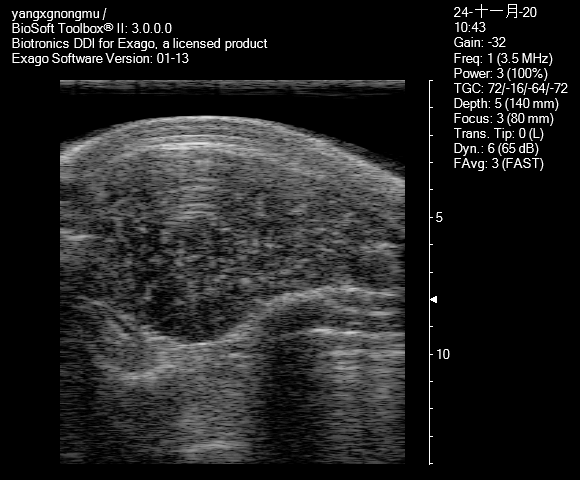 yangxgnongmu /
BioSoft Toolbox® II: 3.0.0.0
Biotronics DDI for Exago, a licensed product
Exago Software Version: 01-13
24-十一月-20
10:43
Gain: -32
Freq: 1 (3.5 MHz)
Power: 3 (100%)
TGC: 72/-16/-64/-72
Depth: 5 (140 mm)
Focus: 3 (80 mm)
Trans. Tip: 0 (L)
Dyn.: 6 (65 dB)
FAvg: 3 (FAST)
5
10